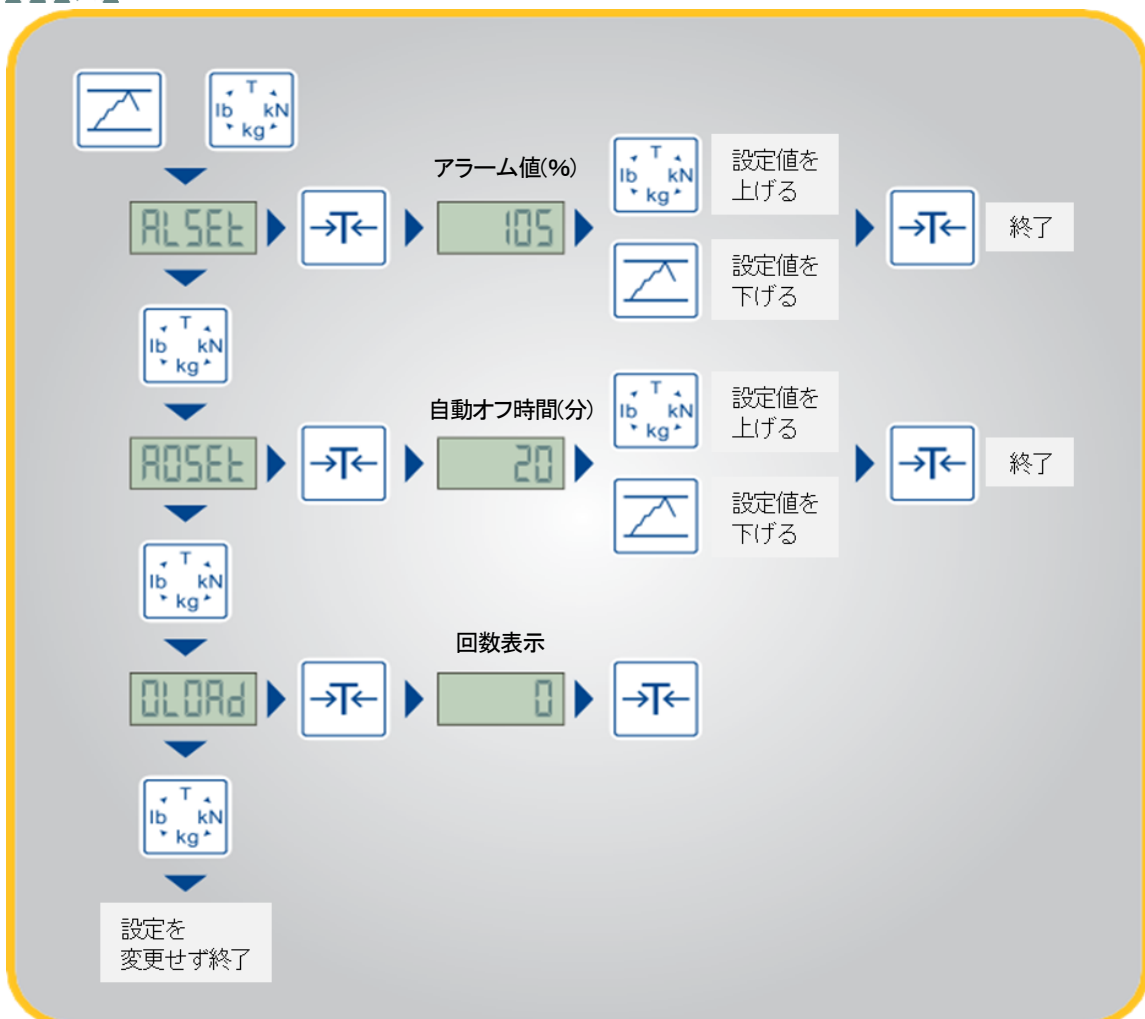 T
lb kN
kg
アラーム値(%)
T
lb kN
kg
設定値を
上げる
ALSEt
→T←
105
→T←
終了
設定値を
下げる
T
lb kN
kg
自動オフ時間(分)
T
lb kN
kg
設定値を
上げる
AOSEt
→T←
20
→T←
終了
設定値を
下げる
T
lb kN
kg
回数表示
OLOAd
→T←
0
→T←
T
lb kN
kg
設定を
変更せず終了